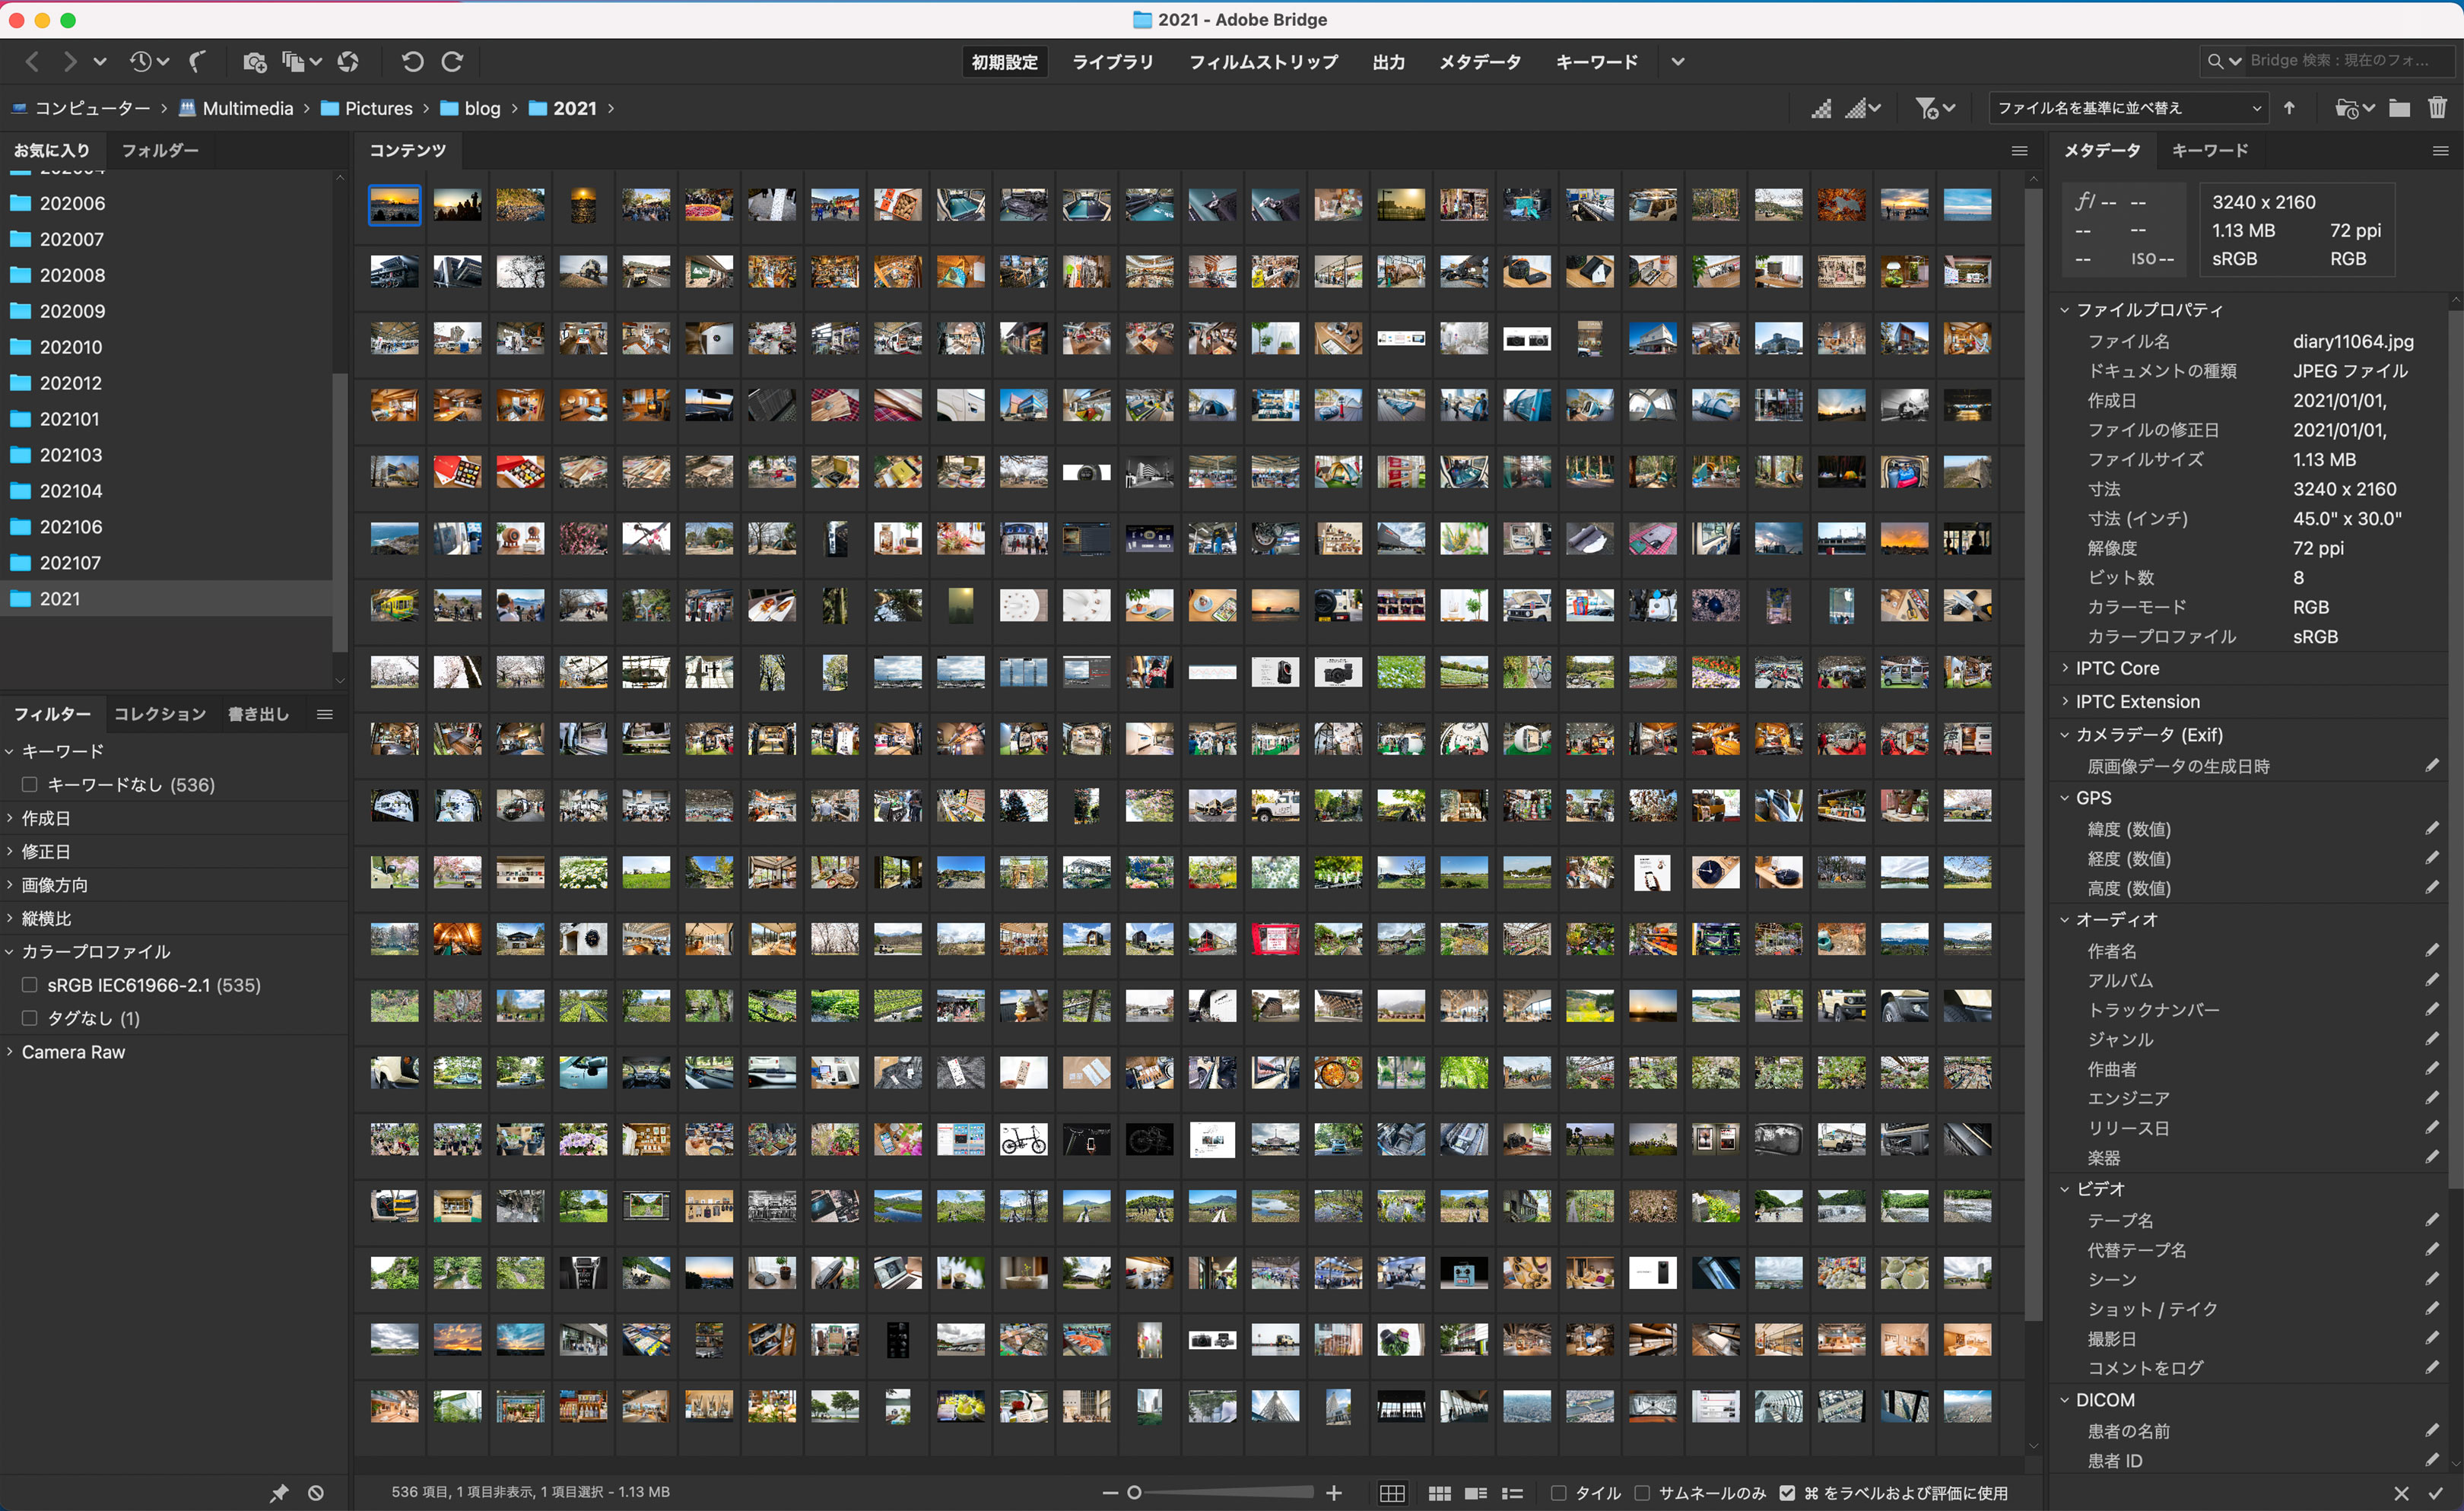 2021 - Adobe Bridge
初期設定
ライブラリ
フィルムストリップ
出力
メタデータ
キーワード
Bridge 検索：現在のフォ...
コンピューター
Multimedia
Pictures
blog
2021
ファイル名を基準に並べ替え
お気に入り
フォルダー
202006
202007
202008
202009
202010
202012
202101
202103
202104
202106
202107
2021
フィルター
コレクション
書き出し
キーワード
キーワードなし (536)
作成日
修正日
画像方向
縦横比
カラープロファイル
sRGB IEC61966-2.1 (535)
タグなし (1)
Camera Raw
コンテンツ
536 項目, 1 項目非表示, 1 項目選択 - 1.13 MB
タイル
サムネールのみ
⌘ をラベルおよび評価に使用
メタデータ
キーワード
f/ -- --
-- --
-- ISO --
3240 x 2160
1.13 MB 72 ppi
sRGB RGB
ファイルプロパティ
ファイル名 diary11064.jpg
ドキュメントの種類 JPEG ファイル
作成日 2021/01/01,
ファイルの修正日 2021/01/01,
ファイルサイズ 1.13 MB
寸法 3240 x 2160
寸法 (インチ) 45.0" x 30.0"
解像度 72 ppi
ビット数 8
カラーモード RGB
カラープロファイル sRGB
IPTC Core
IPTC Extension
カメラデータ (Exif)
原画像データの生成日時
GPS
緯度 (数値)
経度 (数値)
高度 (数値)
オーディオ
作者名
アルバム
トラックナンバー
ジャンル
作曲者
エンジニア
リリース日
楽器
ビデオ
テープ名
代替テープ名
シーン
ショット / テイク
撮影日
コメントをログ
DICOM
患者の名前
患者 ID